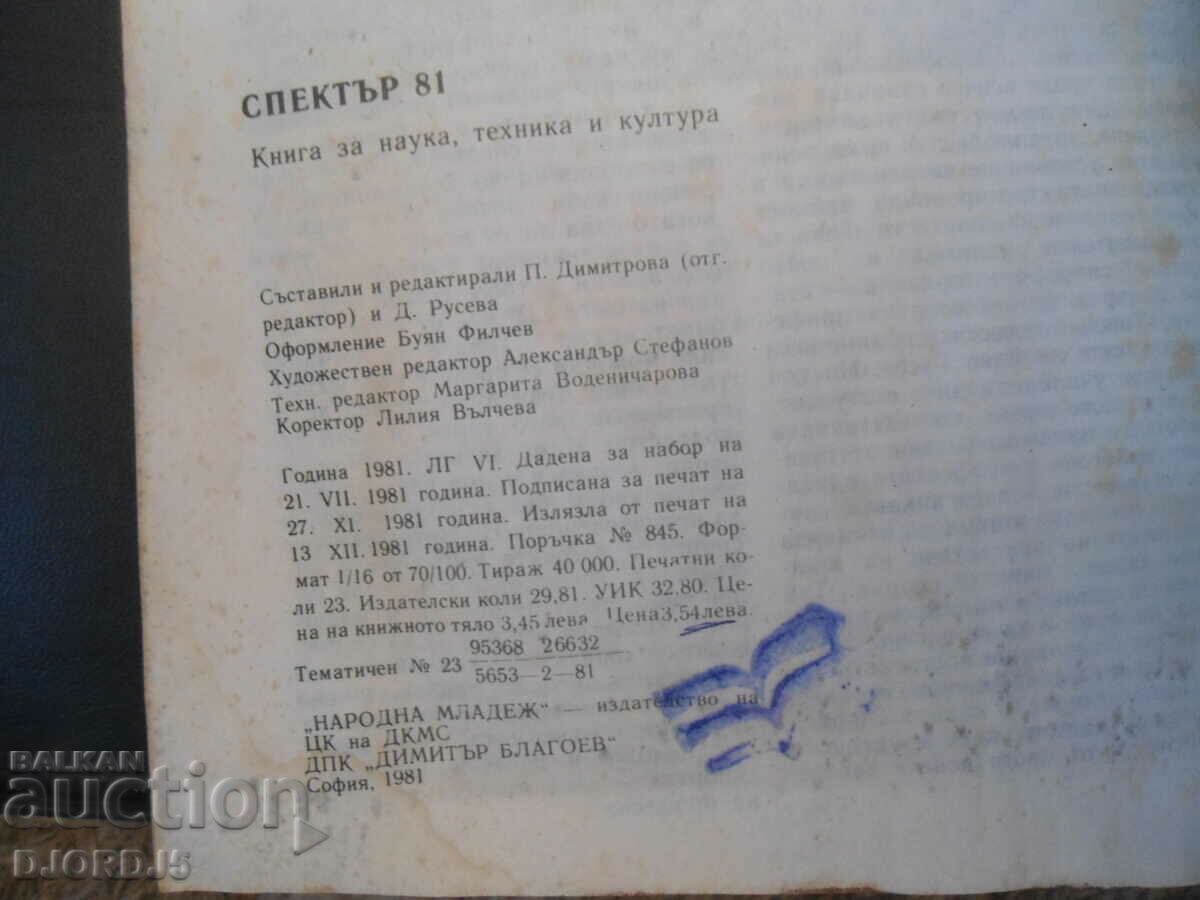 СПЕКТЪР 81
Книга за наука, техника и култура
Съставили и редактирали П. Димитрова (отг.
редактор) и Д. Русева
Оформление Буян Филчев
Художествен редактор Александър Стефанов
Техн. редактор Маргарита Воденичарова
Коректор Лилия Вълчева
Година 1981. ЛГ VI. Дадена за набор на
21. VII. 1981 година. Подписана за печат на
27. XI. 1981 година. Излязла от печат на
13 XII. 1981 година. Поръчка № 845. Фор-
мат 1/16 от 70/100. Тираж 40 000. Печатни ко-
ли 23. Издателски коли 29,81. УИК 32.80. Це-
на на книжното тяло 3,45 лева Цена 3,54 лева.
95368 26632
Тематичен № 23
5653—2—81
„НАРОДНА МЛАДЕЖ“ — издателство на
ЦК на ДКМС
ДПК „ДИМИТЪР БЛАГОЕВ“
София, 1981
BALKAN
auction
DJORDJ5